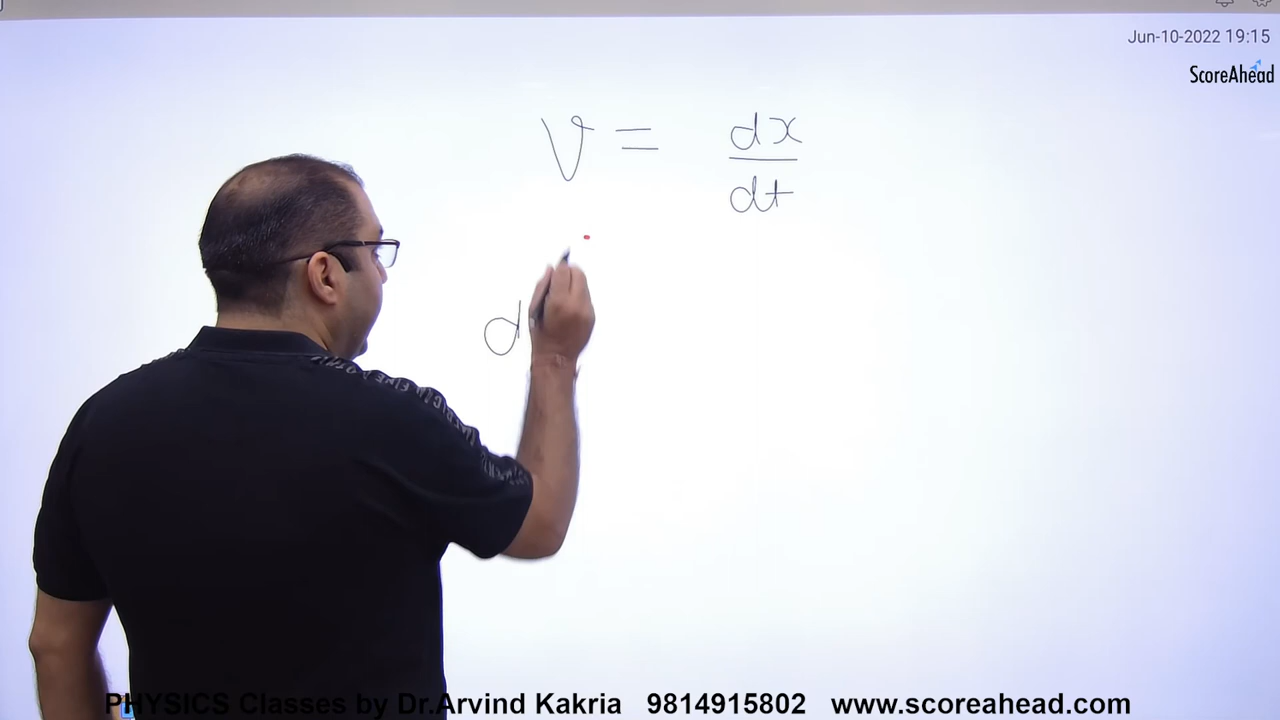 Jun-10-2022 19:15
ScoreAhead
V = dx
dt
d
PHYSICS Classes by Dr.Arvind Kakria 9814915802 www.scoreahead.com